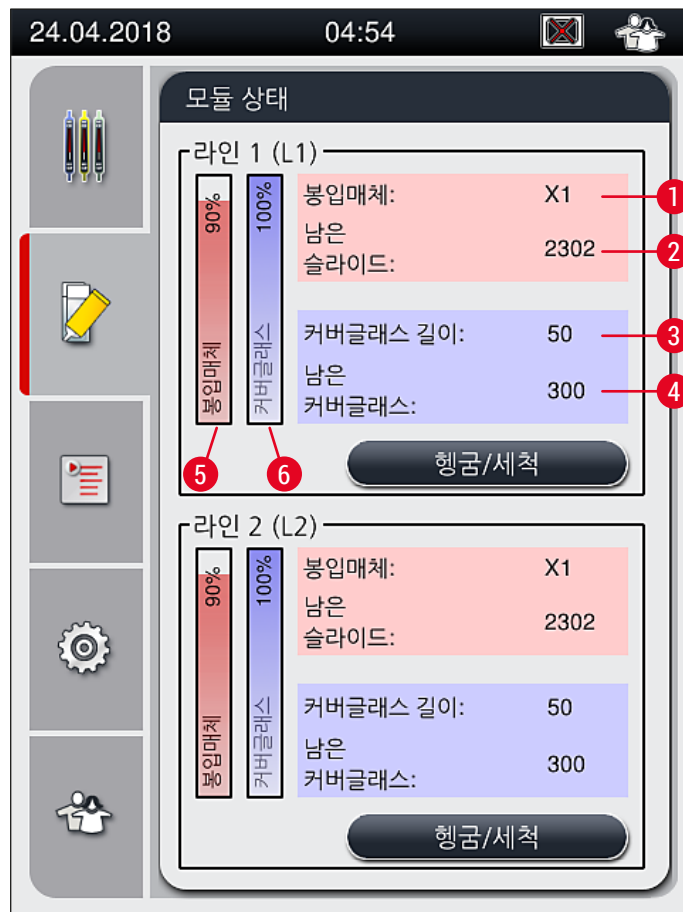 24.04.2018 04:54
모듈 상태
라인 1 (L1)
90%
봉입매체
100%
커버글래스
봉입매체: X1
남은
슬라이드: 2302
커버글래스 길이: 50
남은
커버글래스: 300
1
2
3
4
5
6
헹굼/세척
라인 2 (L2)
90%
봉입매체
100%
커버글래스
봉입매체: X1
남은
슬라이드: 2302
커버글래스 길이: 50
남은
커버글래스: 300
헹굼/세척